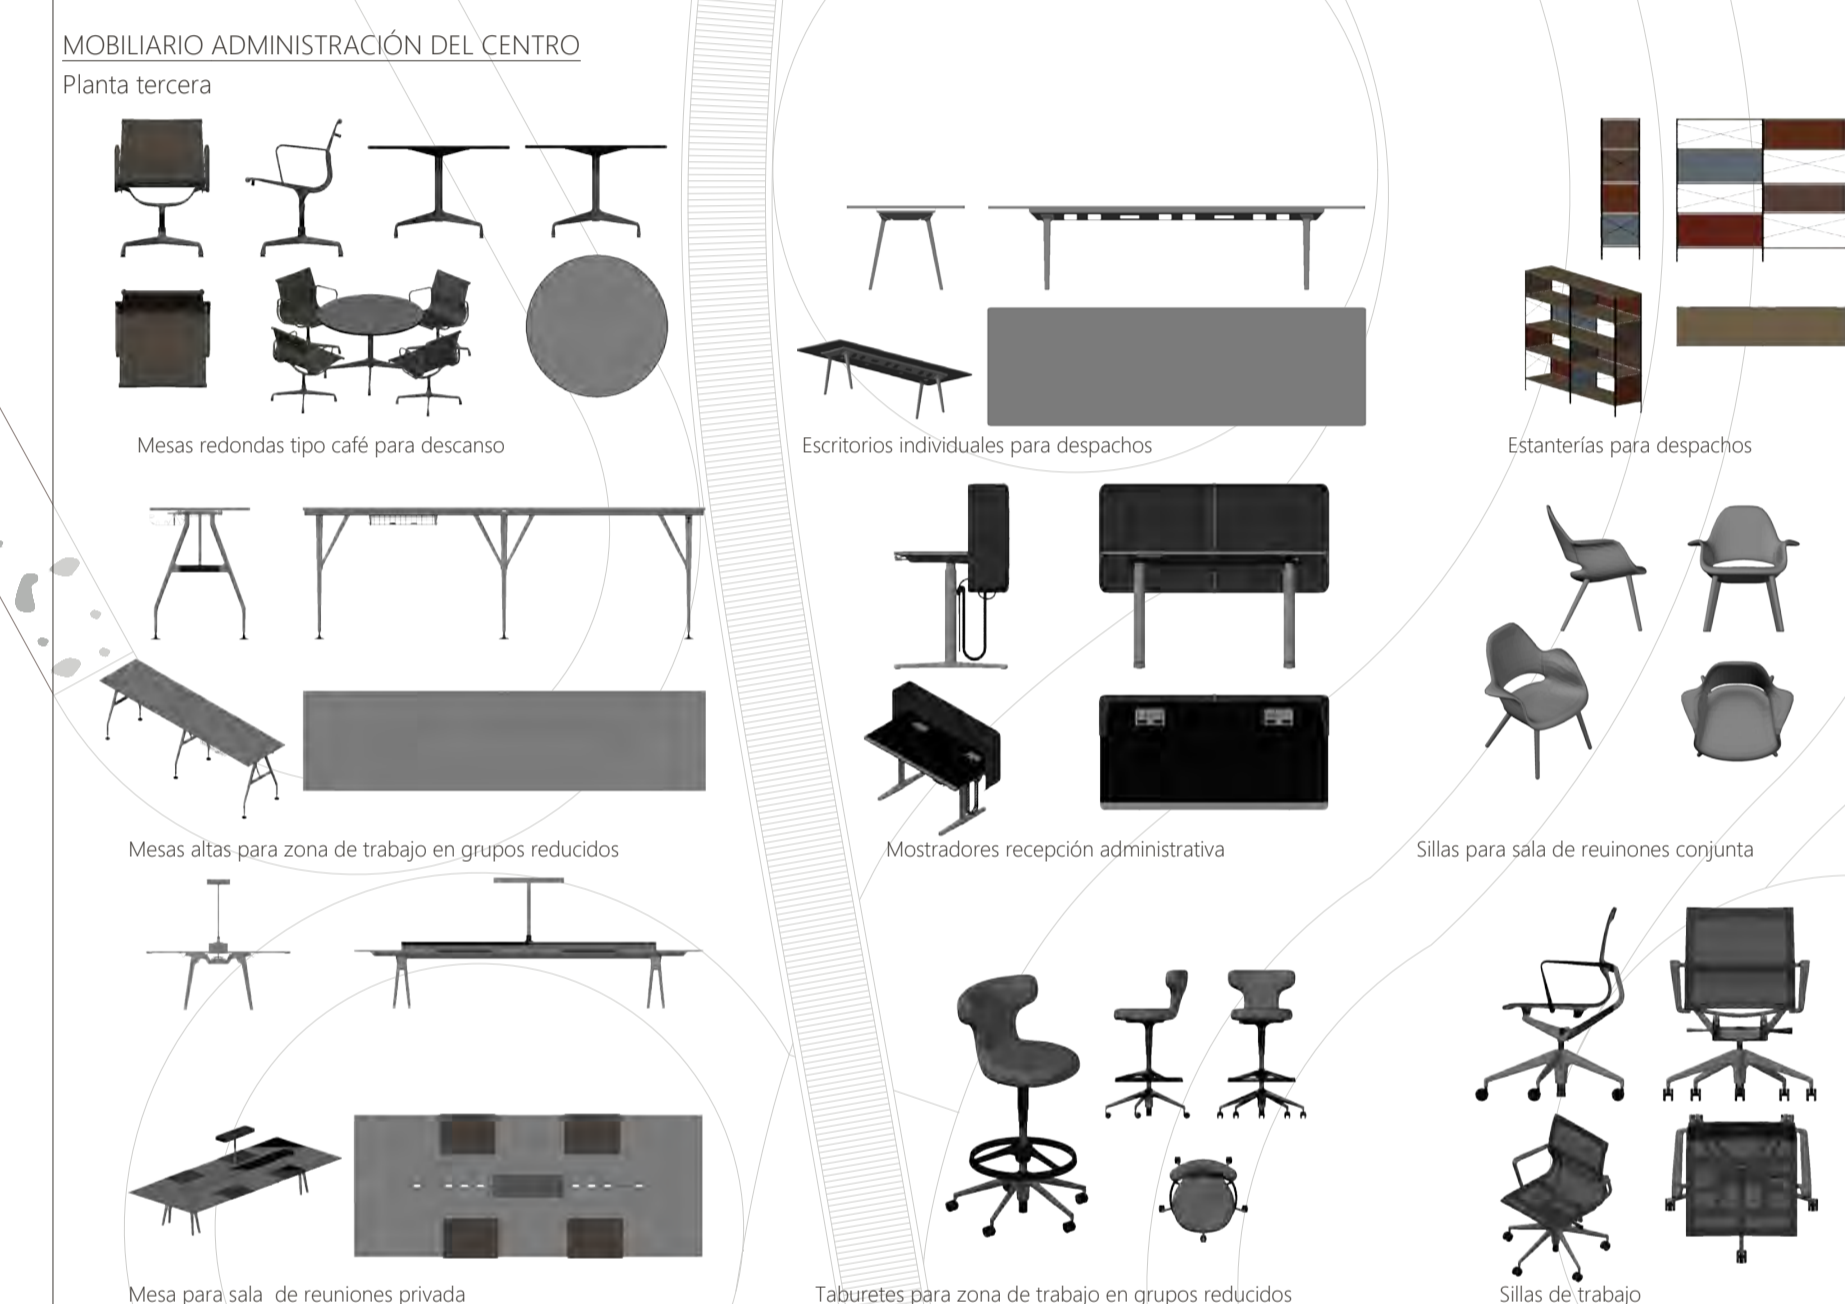 MOBILIARIO ADMINISTRACIÓN DEL CENTRO
Planta tercera
Mesas redondas tipo café para descanso
Escritorios individuales para despachos
Estanterías para despachos
Mesas altas para zona de trabajo en grupos reducidos
Mostradores recepción administrativa
Sillas para sala de reuinones conjunta
Mesa para sala de reuniones privada
Taburetes para zona de trabajo en grupos reducidos
Sillas de trabajo